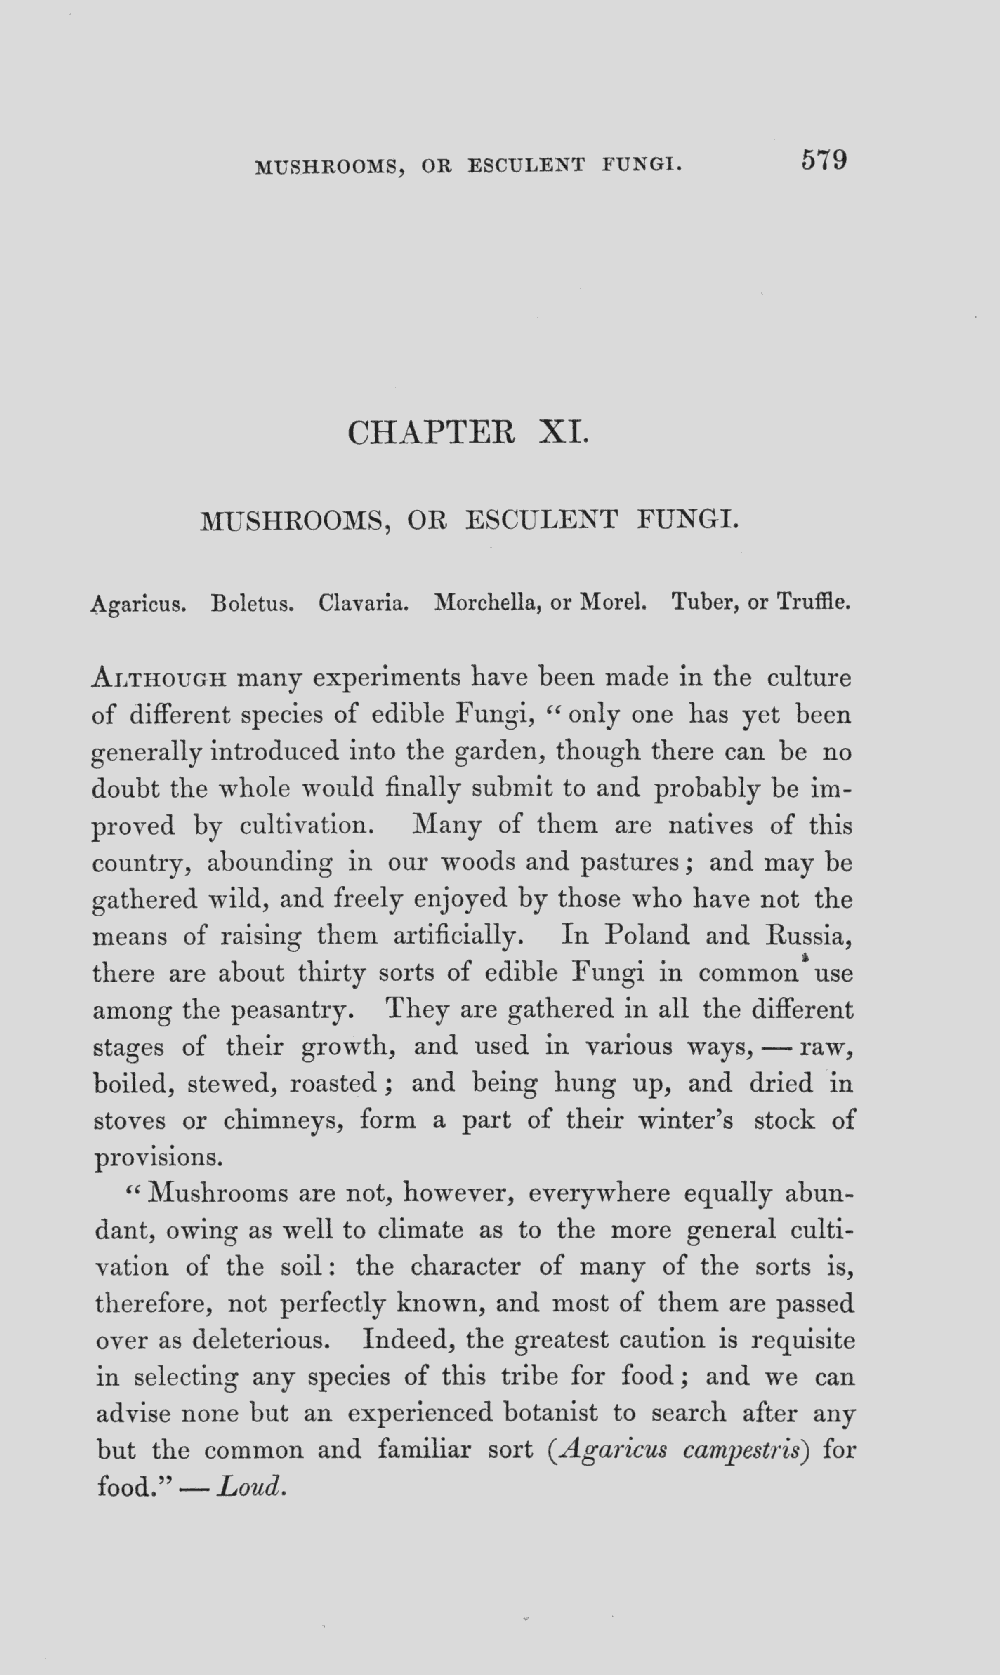 MUSHROOMS, OR ESCULENT FUNGI. 579
CHAPTER XI.
MUSHROOMS, OR ESCULENT FUNGI.
Agaricus. Boletus. Clavaria. Morchella, or Morel. Tuber, or Truffle.
ALTHOUGH many experiments have been made in the culture
of different species of edible Fungi, “only one has yet been
generally introduced into the garden, though there can be no
doubt the whole would finally submit to and probably be im-
proved by cultivation. Many of them are natives of this
country, abounding in our woods and pastures; and may be
gathered wild, and freely enjoyed by those who have not the
means of raising them artificially. In Poland and Russia,
there are about thirty sorts of edible Fungi in common use
among the peasantry. They are gathered in all the different
stages of their growth, and used in various ways, — raw,
boiled, stewed, roasted; and being hung up, and dried in
stoves or chimneys, form a part of their winter’s stock of
provisions.
“Mushrooms are not, however, everywhere equally abun-
dant, owing as well to climate as to the more general culti-
vation of the soil: the character of many of the sorts is,
therefore, not perfectly known, and most of them are passed
over as deleterious. Indeed, the greatest caution is requisite
in selecting any species of this tribe for food; and we can
advise none but an experienced botanist to search after any
but the common and familiar sort (Agaricus campestris) for
food.” — Loud.